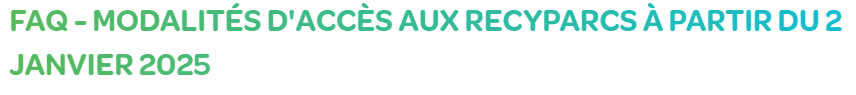 FAQ - MODALITÉS D'ACCÈS AUX RECYPARCS À PARTIR DU 2
JANVIER 2025